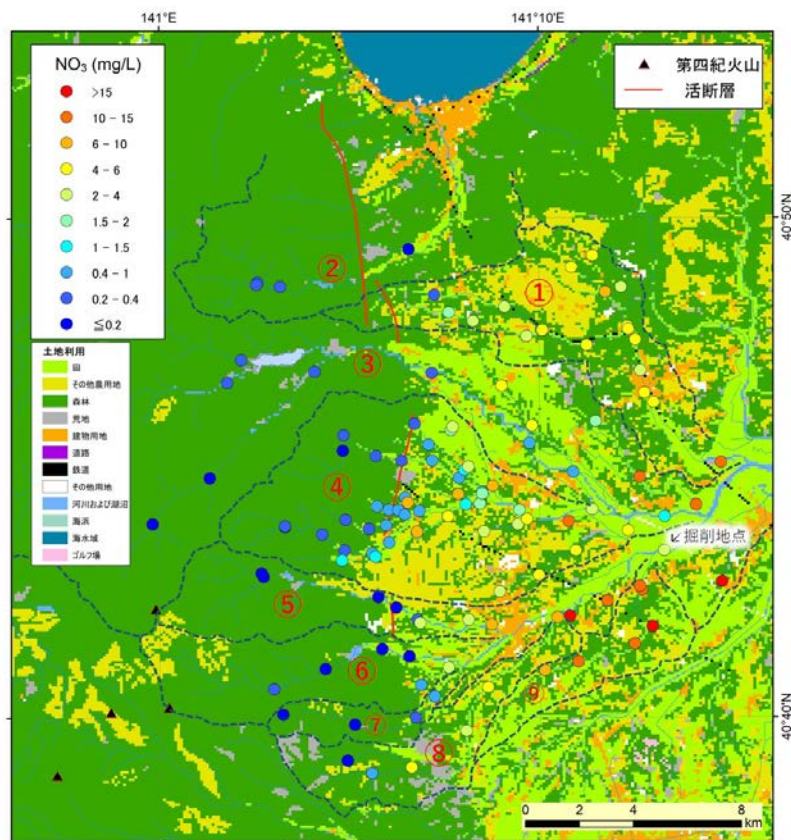 141°0'E
141°10'0"E
NO₃ (mg/L)
>15
10 − 15
6 − 10
4 − 6
2 − 4
1.5 − 2
1 − 1.5
0.4 − 1
0.2 − 0.4
≦0.2
第四紀火山
活断層
土地利用
田
その他農用地
森林
荒地
建物用地
道路
鉄道
その他用地
河川および湖沼
海浜
海水域
ゴルフ場
40°50'N
②
①
③
④
↙掘削地点
⑤
⑥
⑨
⑦
⑧
40°40'N
0 2 4 8
km